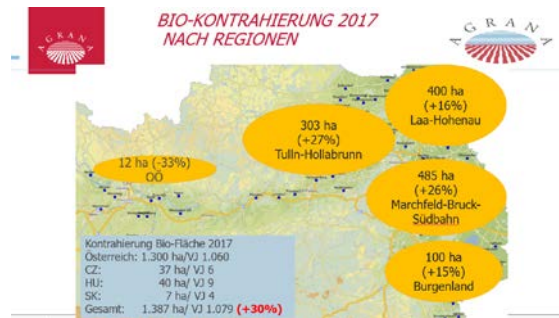 BIO-KONTRAHIERUNG 2017
NACH REGIONEN
AGRANA
AGRANA
400 ha
(+16%)
Laa-Hohenau
303 ha
(+27%)
Tulln-Hollabrunn
12 ha (-33%)
OÖ
485 ha
(+26%)
Marchfeld-Bruck-
Südbahn
100 ha
(+15%)
Burgenland
Kontrahierung Bio-Fläche 2017
Österreich: 1.300 ha/VJ 1.060
CZ: 37 ha/ VJ 6
HU: 40 ha/ VJ 9
SK: 7 ha/ VJ 4
Gesamt: 1.387 ha/ VJ 1.079 (+30%)